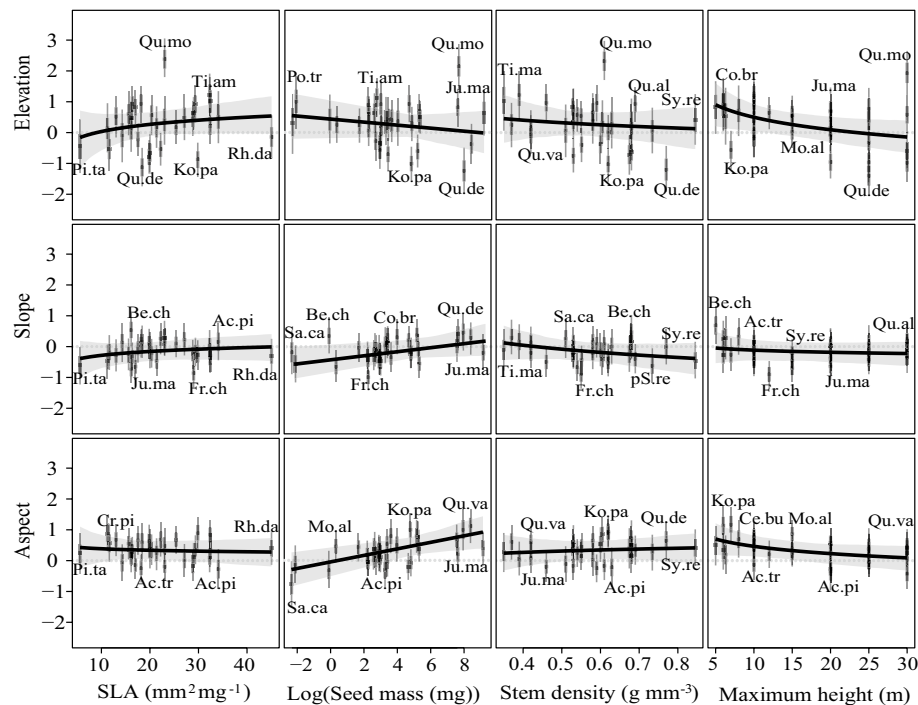 Elevation
3
2
1
0
−1
−2
Qu.mo
Ti.am
Pi.ta
Qu.de
Ko.pa
Rh.da
Po.tr
Ti.am
Qu.mo
Ju.ma
Ko.pa
Qu.de
Ti.ma
Qu.mo
Qu.al
Sy.re
Qu.va
Ko.pa
Qu.de
Co.br
Ju.ma
Qu.mo
Ko.pa
Mo.al
Qu.de
Slope
3
2
1
0
−1
−2
Be.ch
Ac.pi
Pi.ta
Ju.ma
Fr.ch
Rh.da
Sa.ca
Be.ch
Co.br
Qu.de
Fr.ch
Ju.ma
Sa.ca
Be.ch
Sy.re
Ti.ma
Fr.ch
pS.re
Be.ch
Ac.tr
Sy.re
Qu.al
Fr.ch
Ju.ma
Aspect
3
2
1
0
−1
−2
Cr.pi
Rh.da
Pi.ta
Ac.tr
Ac.pi
Mo.al
Ko.pa
Qu.va
Sa.ca
Ac.pi
Ju.ma
Qu.va
Ko.pa
Qu.de
Ju.ma
Ac.pi
Sy.re
Ko.pa
Ce.bu
Mo.al
Qu.va
Ac.tr
Ac.pi
10 20 30 40
−2 0 2 4 6 8
0.4 0.5 0.6 0.7 0.8
5 10 15 20 25 30
SLA (mm² mg⁻¹)
Log(Seed mass (mg))
Stem density (g mm⁻³)
Maximum height (m)